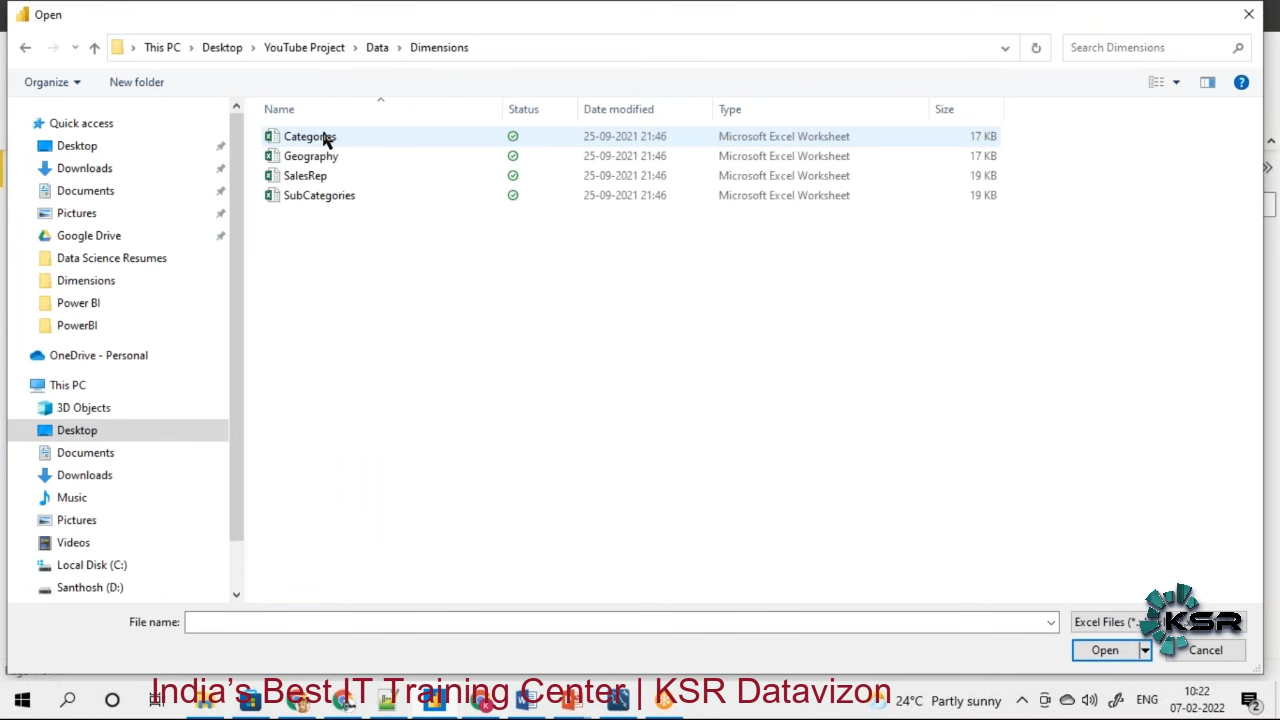 Open
This PC > Desktop > YouTube Project > Data > Dimensions
Search Dimensions
Organize
New folder
Name Status Date modified Type Size
Categories 25-09-2021 21:46 Microsoft Excel Worksheet 17 KB
Geography 25-09-2021 21:46 Microsoft Excel Worksheet 17 KB
SalesRep 25-09-2021 21:46 Microsoft Excel Worksheet 19 KB
SubCategories 25-09-2021 21:46 Microsoft Excel Worksheet 19 KB
Quick access
Desktop
Downloads
Documents
Pictures
Google Drive
Data Science Resumes
Dimensions
Power BI
PowerBI
OneDrive - Personal
This PC
3D Objects
Desktop
Documents
Downloads
Music
Pictures
Videos
Local Disk (C:)
Santhosh (D:)
File name:
Excel Files (*.
KSR
Open
Cancel
India's Best IT Training Center | KSR Datavizon
24°C Partly sunny
ENG
10:22
07-02-2022
2